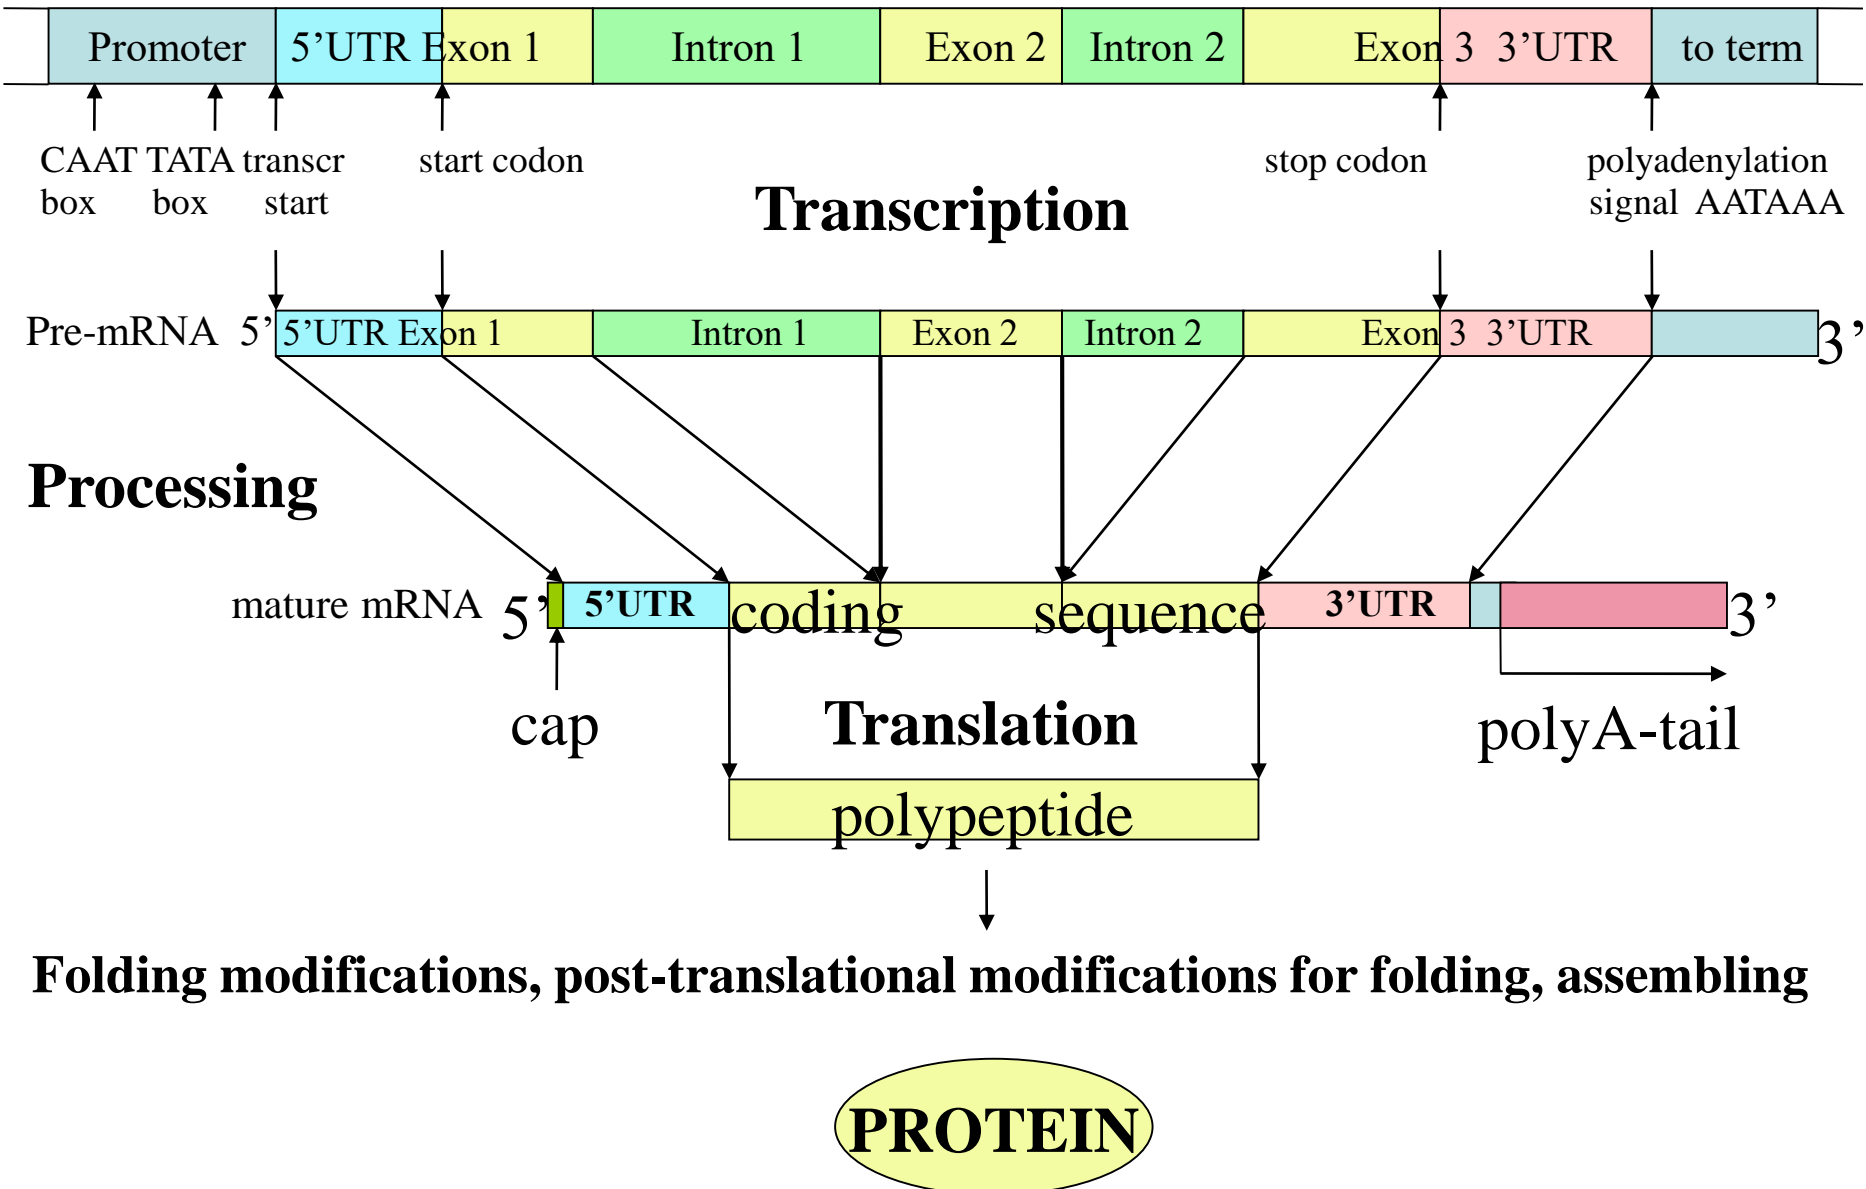 Promoter 5’UTR Exon 1 Intron 1 Exon 2 Intron 2 Exon 3 3’UTR to term
CAAT TATA transcr start codon stop codon polyadenylation
box box start signal AATAAA
Transcription
Pre-mRNA 5’ 5’UTR Exon 1 Intron 1 Exon 2 Intron 2 Exon 3 3’UTR 3’
Processing
mature mRNA 5’ 5’UTR coding sequence 3’UTR 3’
cap Translation polyA-tail
polypeptide
Folding modifications, post-translational modifications for folding, assembling
PROTEIN